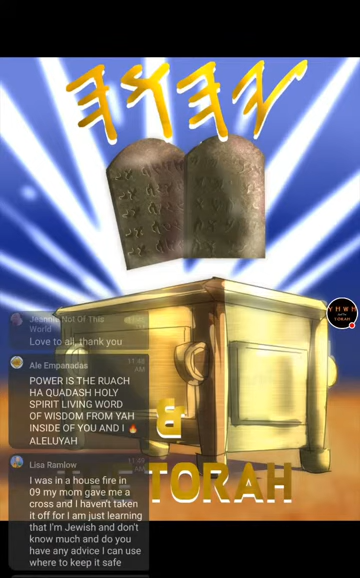 𐤉𐤄𐤅𐤄
Y H W H
TORAH
Jeannie Not Of This
World
Love to all, thank you
Ale Empanadas 11:48
AM
POWER IS THE RUACH
HA QUADASH HOLY
SPIRIT LIVING WORD
OF WISDOM FROM YAH
INSIDE OF YOU AND I 🔥
ALELUYAH
&
TORAH
Lisa Ramlow
AM
I was in a house fire in
09 my mom gave me a
cross and I haven't taken
it off for I am just learning
that I'm Jewish and don't
know much and do you
have any advice I can use
where to keep it safe